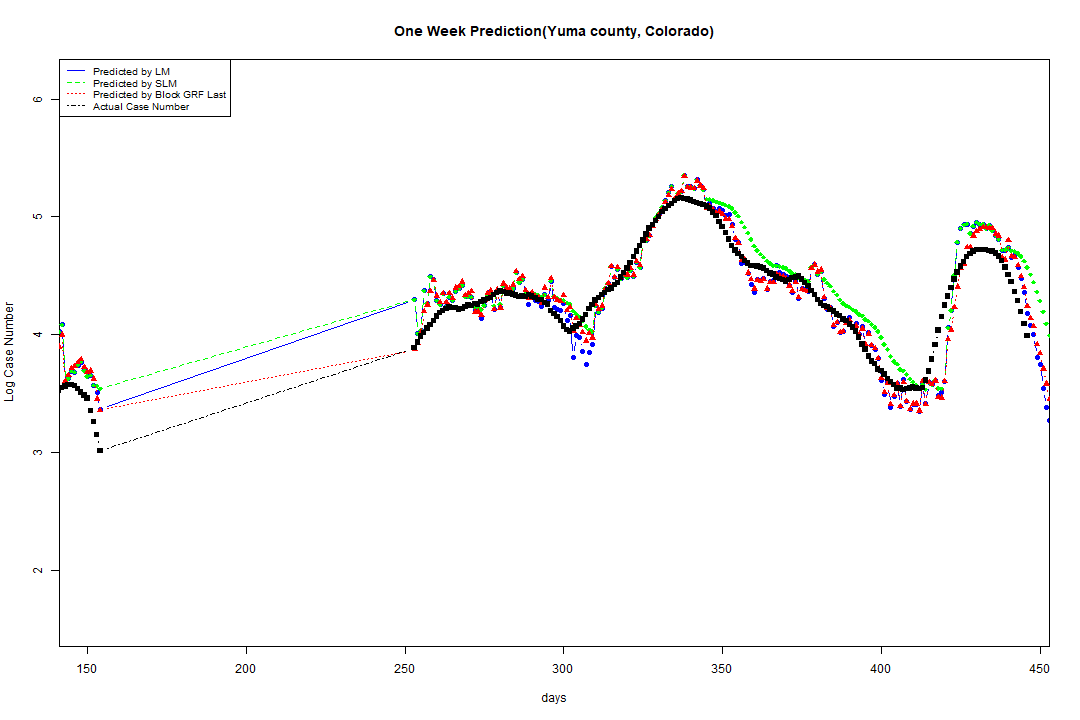 One Week Prediction(Yuma county, Colorado)
Predicted by LM
Predicted by SLM
Predicted by Block GRF Last
Actual Case Number
Log Case Number
6
5
4
3
2
150 200 250 300 350 400 450
days